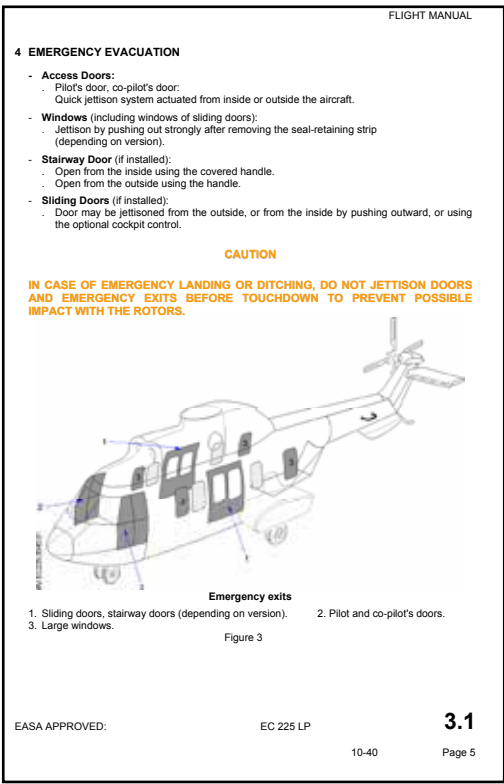 FLIGHT MANUAL
4 EMERGENCY EVACUATION
- Access Doors:
. Pilot's door, co-pilot's door:
Quick jettison system actuated from inside or outside the aircraft.
- Windows (including windows of sliding doors):
. Jettison by pushing out strongly after removing the seal-retaining strip
(depending on version).
- Stairway Door (if installed):
. Open from the inside using the covered handle.
. Open from the outside using the handle.
- Sliding Doors (if installed):
. Door may be jettisoned from the outside, or from the inside by pushing outward, or using
the optional cockpit control.
CAUTION
IN CASE OF EMERGENCY LANDING OR DITCHING, DO NOT JETTISON DOORS
AND EMERGENCY EXITS BEFORE TOUCHDOWN TO PREVENT POSSIBLE
IMPACT WITH THE ROTORS.
1
3
3
3
2
3
1
2
Emergency exits
1. Sliding doors, stairway doors (depending on version). 2. Pilot and co-pilot's doors.
3. Large windows.
Figure 3
EASA APPROVED: EC 225 LP 3.1
10-40 Page 5